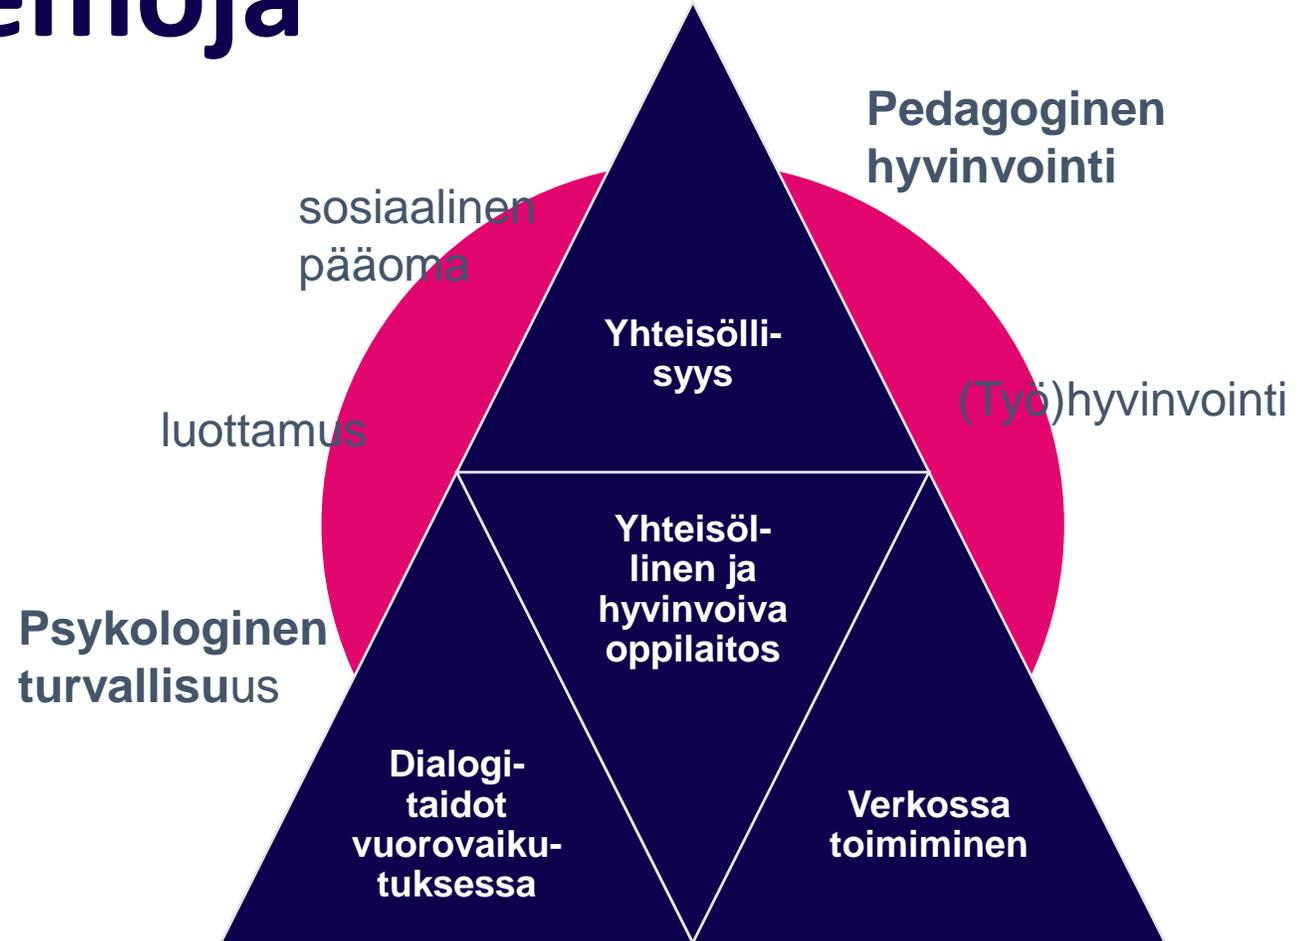 emoja
Pedagoginen
hyvinvointi
sosiaalinen
pääoma
Yhteisölli-
syys
(Työ)hyvinvointi
luottamus
Yhteisöl-
linen ja
hyvinvoiva
oppilaitos
Psykologinen
turvallisuus
Dialogi-
taidot
vuorovaiku-
tuksessa
Verkossa
toimiminen